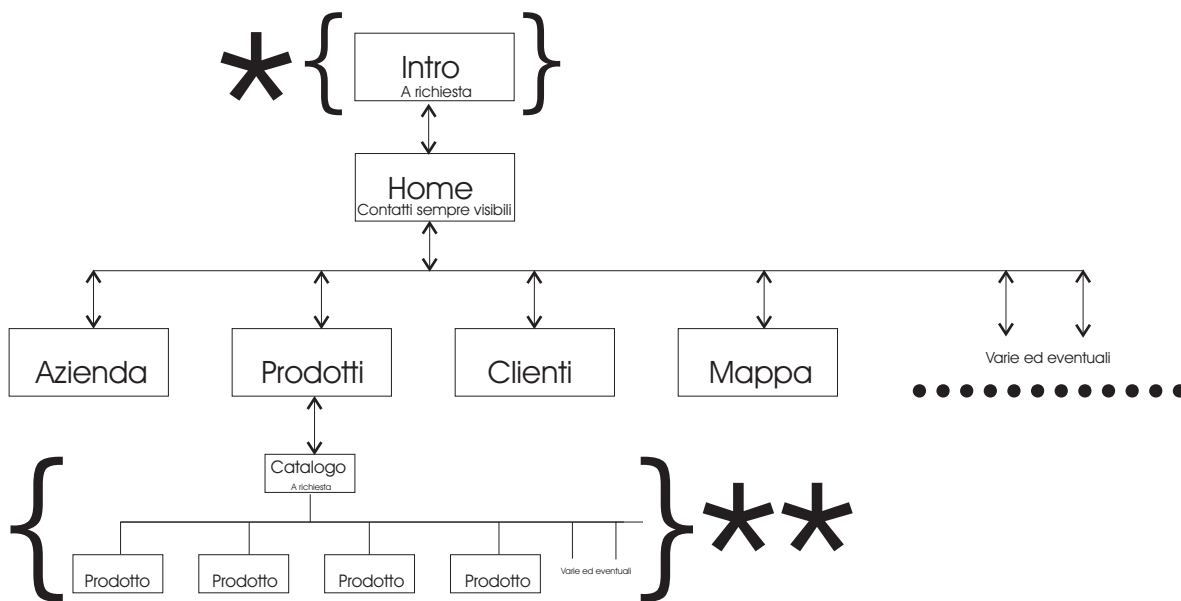 *
Intro
A richiesta
Home
Contatti sempre visibili
Azienda
Prodotti
Clienti
Mappa
Varie ed eventuali
Catalogo
A richiesta
**
Prodotto
Prodotto
Prodotto
Prodotto
Varie ed eventuali